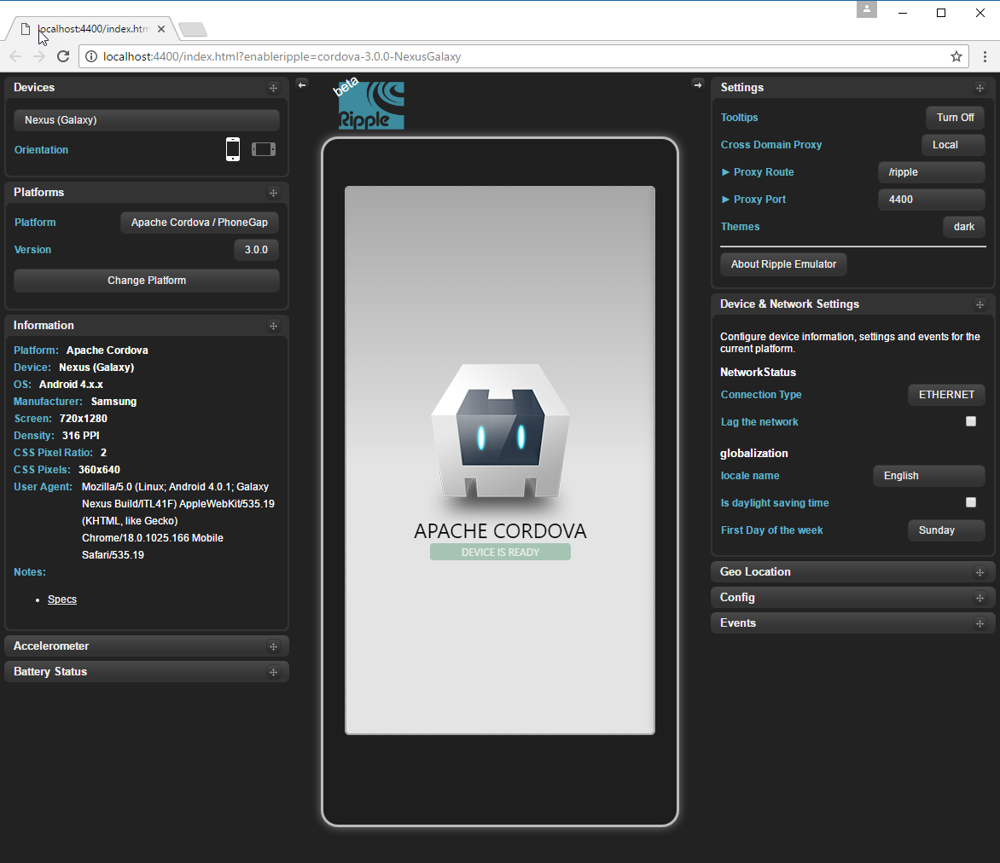 localhost:4400/index.htm
localhost:4400/index.html?enableripple=cordova-3.0.0-NexusGalaxy
Devices
Nexus (Galaxy)
Orientation
Platforms
Platform Apache Cordova / PhoneGap
Version 3.0.0
Change Platform
Information
Platform: Apache Cordova
Device: Nexus (Galaxy)
OS: Android 4.x.x
Manufacturer: Samsung
Screen: 720x1280
Density: 316 PPI
CSS Pixel Ratio: 2
CSS Pixels: 360x640
User Agent: Mozilla/5.0 (Linux; Android 4.0.1; Galaxy
Nexus Build/ITL41F) AppleWebKit/535.19
(KHTML, like Gecko)
Chrome/18.0.1025.166 Mobile
Safari/535.19
Notes:
• Specs
Accelerometer
Battery Status
beta
Ripple
APACHE CORDOVA
DEVICE IS READY
Settings
Tooltips Turn Off
Cross Domain Proxy Local
► Proxy Route /ripple
► Proxy Port 4400
Themes dark
About Ripple Emulator
Device & Network Settings
Configure device information, settings and events for the
current platform.
NetworkStatus
Connection Type ETHERNET
Lag the network
globalization
locale name English
Is daylight saving time
First Day of the week Sunday
Geo Location
Config
Events